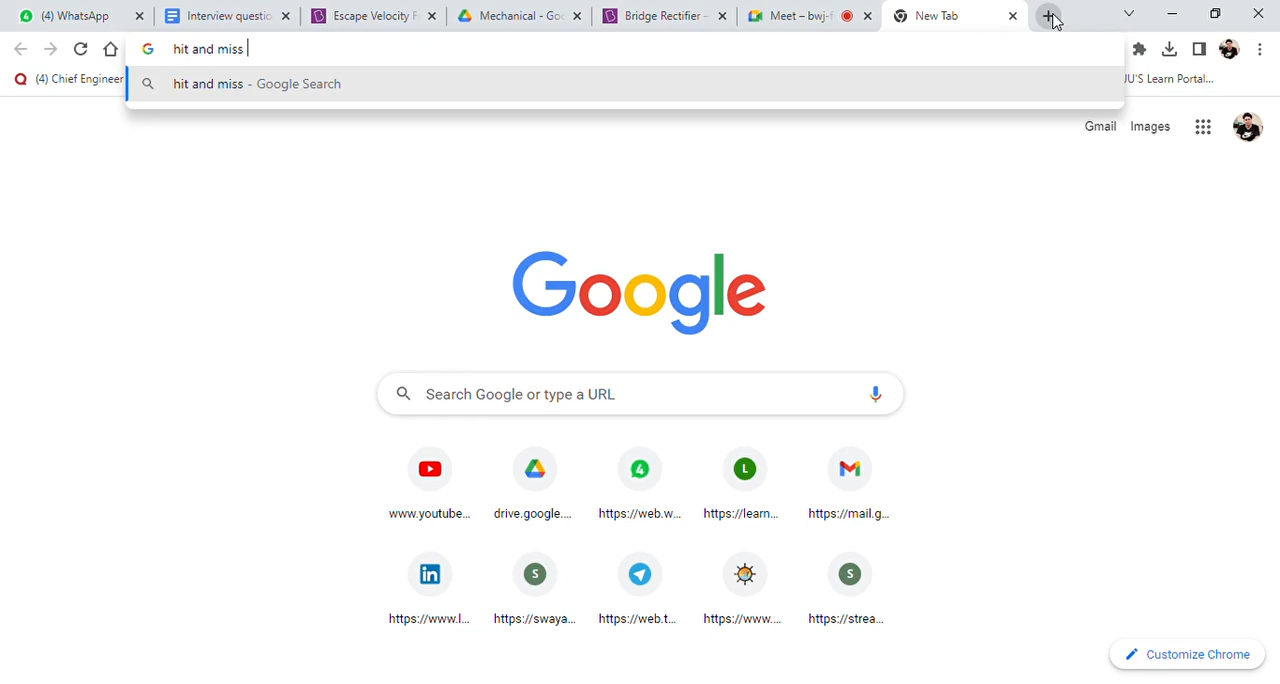 (4) WhatsApp
Interview questio
Escape Velocity F
Mechanical - Goo
Bridge Rectifier -
Meet – bwj-f
New Tab
hit and miss
(4) Chief Engineer
hit and miss - Google Search
JU'S Learn Portal...
Gmail Images
Google
Search Google or type a URL
www.youtube... drive.google.... https://web.w... https://learn... https://mail.g...
https://www.l... https://swaya... https://web.t... https://www.... https://strea...
Customize Chrome